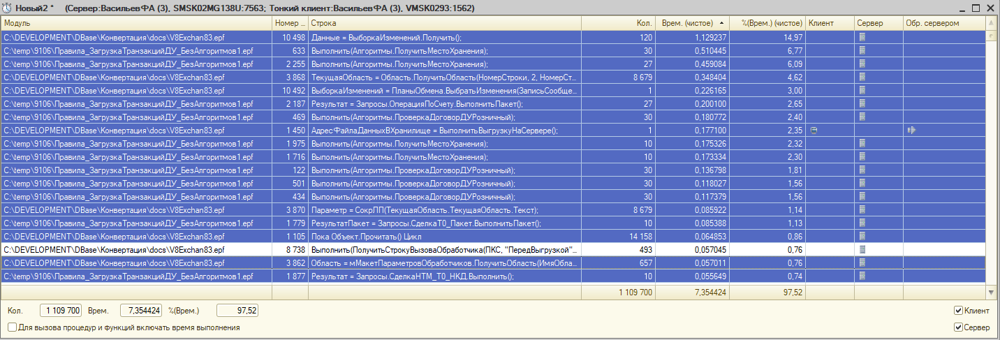 Новый2 * (Сервер:ВасильевФА (3), SMSK02MG138U:7563; Тонкий клиент:ВасильевФА (3), VMSK0293:1562)
Модуль Номер ... Строка Кол. Врем. (чистое) %(Врем.) (чистое) Клиент Сервер Обр. сервером
C:\DEVELOPMENT\DBase\Конвертация\docs\V8Exchan83.epf 10 498 Данные = ВыборкаИзменений.Получить(); 120 1,129237 14,97
C:\temp\9106\Правила_ЗагрузкаТранзакцийДУ_БезАлгоритмов1.epf 633 Выполнить(Алгоритмы.ПолучитьМестоХранения); 30 0,510445 6,77
C:\temp\9106\Правила_ЗагрузкаТранзакцийДУ_БезАлгоритмов1.epf 2 255 Выполнить(Алгоритмы.ПолучитьМестоХранения); 27 0,459084 6,09
C:\DEVELOPMENT\DBase\Конвертация\docs\V8Exchan83.epf 3 868 ТекущаяОбласть = Область.ПолучитьОбласть(НомерСтроки, 2, НомерСт... 8 679 0,348404 4,62
C:\DEVELOPMENT\DBase\Конвертация\docs\V8Exchan83.epf 10 492 ВыборкаИзменений = ПланыОбмена.ВыбратьИзменения(ЗаписьСообще... 1 0,226165 3,00
C:\temp\9106\Правила_ЗагрузкаТранзакцийДУ_БезАлгоритмов1.epf 2 187 Результат = Запросы.ОперацияПоСчету.ВыполнитьПакет(); 27 0,200100 2,65
C:\temp\9106\Правила_ЗагрузкаТранзакцийДУ_БезАлгоритмов1.epf 469 Выполнить(Алгоритмы.ПроверкаДоговорДУРозничный); 30 0,180772 2,40
C:\DEVELOPMENT\DBase\Конвертация\docs\V8Exchan83.epf 1 450 АдресФайлаДанныхВХранилище = ВыполнитьВыгрузкуНаСервере(); 1 0,177100 2,35
C:\temp\9106\Правила_ЗагрузкаТранзакцийДУ_БезАлгоритмов1.epf 1 975 Выполнить(Алгоритмы.ПолучитьМестоХранения); 10 0,175326 2,32
C:\temp\9106\Правила_ЗагрузкаТранзакцийДУ_БезАлгоритмов1.epf 1 716 Выполнить(Алгоритмы.ПолучитьМестоХранения); 10 0,173334 2,30
C:\temp\9106\Правила_ЗагрузкаТранзакцийДУ_БезАлгоритмов1.epf 122 Выполнить(Алгоритмы.ПроверкаДоговорДУРозничный); 30 0,136798 1,81
C:\temp\9106\Правила_ЗагрузкаТранзакцийДУ_БезАлгоритмов1.epf 501 Выполнить(Алгоритмы.ПроверкаДоговорДУРозничный); 30 0,118027 1,56
C:\temp\9106\Правила_ЗагрузкаТранзакцийДУ_БезАлгоритмов1.epf 434 Выполнить(Алгоритмы.ПроверкаДоговорДУРозничный); 30 0,117379 1,56
C:\DEVELOPMENT\DBase\Конвертация\docs\V8Exchan83.epf 3 870 Параметр = СокрЛП(ТекущаяОбласть.ТекущаяОбласть.Текст); 8 679 0,085922 1,14
C:\temp\9106\Правила_ЗагрузкаТранзакцийДУ_БезАлгоритмов1.epf 1 779 РезультатПакет = Запросы.СделкаТ0_Пакет.ВыполнитьПакет(); 10 0,085388 1,13
C:\DEVELOPMENT\DBase\Конвертация\docs\V8Exchan83.epf 1 105 Пока Объект.Прочитать() Цикл 14 158 0,064853 0,86
C:\DEVELOPMENT\DBase\Конвертация\docs\V8Exchan83.epf 8 738 Выполнить(ПолучитьСтрокуВызоваОбработчика(ПКС, "ПередВыгрузкой"... 493 0,057045 0,76
C:\DEVELOPMENT\DBase\Конвертация\docs\V8Exchan83.epf 3 862 Область = мМакетПараметровОбработчиков.ПолучитьОбласть(ИмяОбла... 657 0,057011 0,76
C:\temp\9106\Правила_ЗагрузкаТранзакцийДУ_БезАлгоритмов1.epf 1 877 Результат = Запросы.СделкаНТМ_Т0_НКД.Выполнить(); 10 0,055649 0,74
1 109 700 7,354424 97,52
Кол. 1 109 700 Врем. 7,354424 %(Врем.) 97,52 Клиент
Для вызова процедур и функций включать время выполнения Сервер